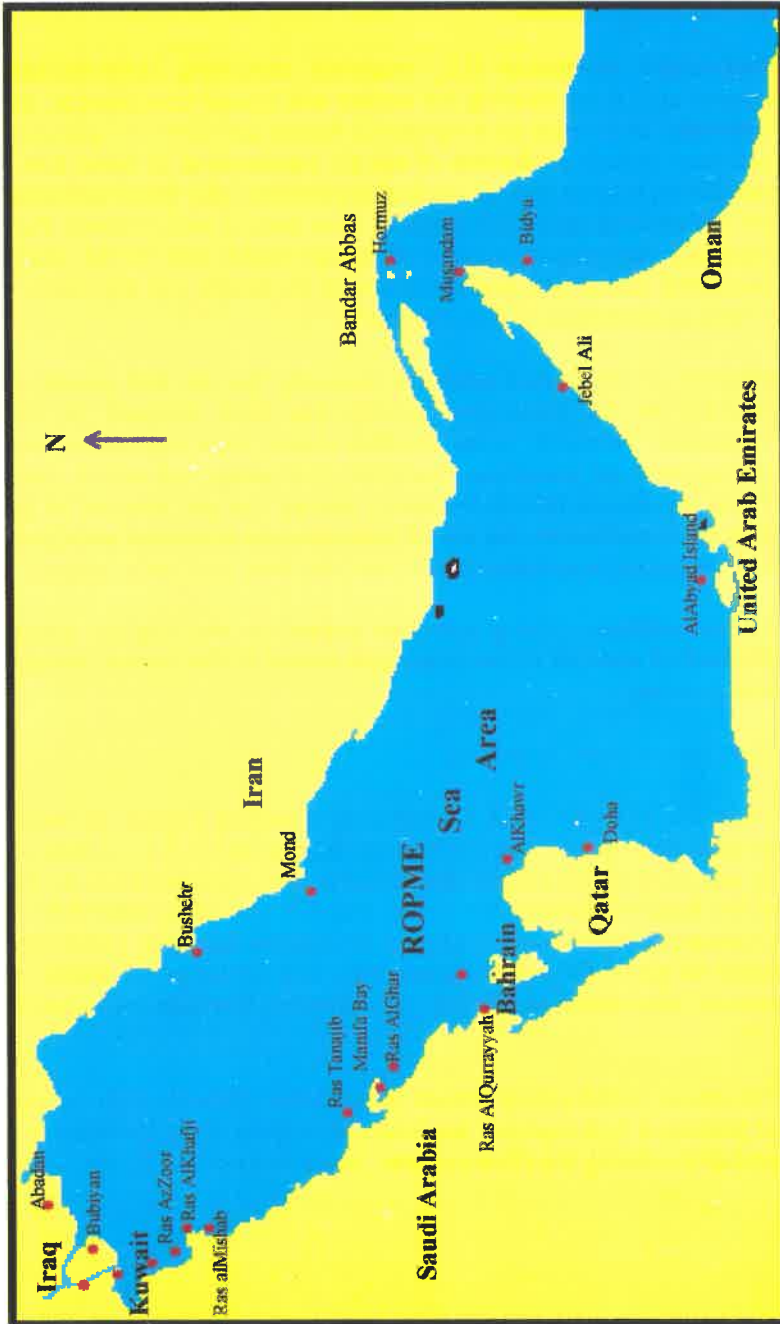 N
Iraq
Abadan
Bubiyan
Kuwait
Ras AzZoor
Ras AlKhafji
Ras alMishab
Bushehr
Mond
Iran
Bandar Abbas
Hormuz
Musandam
Bidya
Oman
Jebel Ali
Ras Tanajib
Manifa Bay
Ras AlGhar
ROPME
Sea
Area
Saudi Arabia
Ras AlQurrayyah
Bahrain
AlKhawr
Qatar
Doha
AlAbyad Island
United Arab Emirates